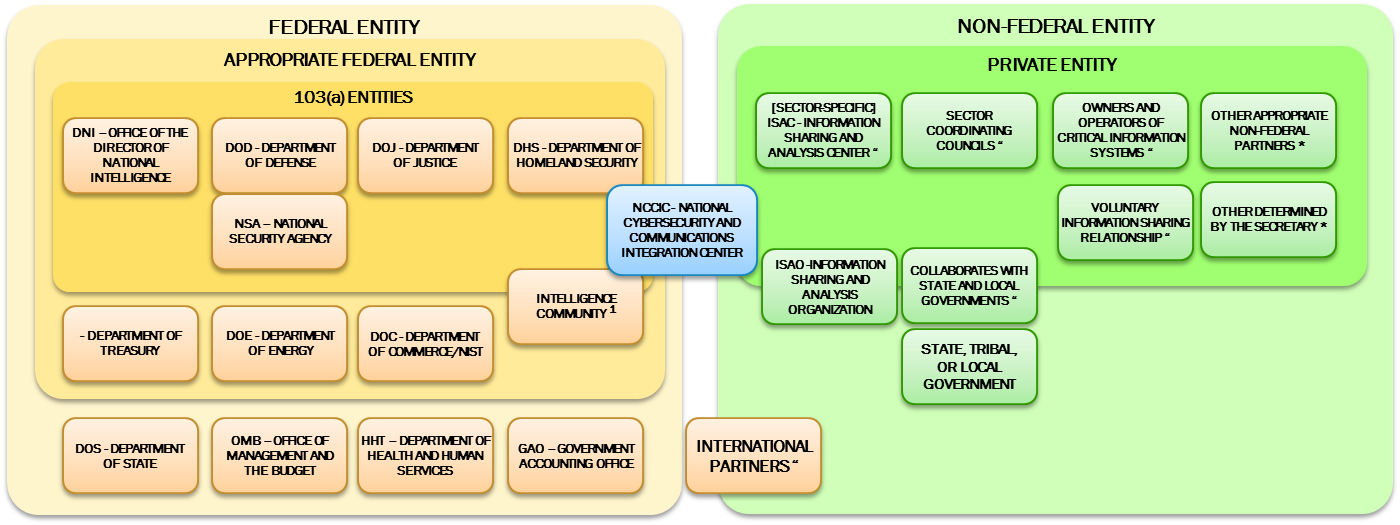 FEDERAL ENTITY
APPROPRIATE FEDERAL ENTITY
103(a) ENTITIES
DNI – OFFICE OF THE
DIRECTOR OF
NATIONAL
INTELLIGENCE
DOD - DEPARTMENT
OF DEFENSE
DOJ - DEPARTMENT
OF JUSTICE
DHS - DEPARTMENT OF
HOMELAND SECURITY
NSA – NATIONAL
SECURITY AGENCY
NCCIC - NATIONAL
CYBERSECURITY AND
COMMUNICATIONS
INTEGRATION CENTER
INTELLIGENCE
COMMUNITY 1
- DEPARTMENT OF
TREASURY
DOE - DEPARTMENT
OF ENERGY
DOC - DEPARTMENT
OF COMMERCE/NIST
DOS - DEPARTMENT
OF STATE
OMB – OFFICE OF
MANAGEMENT AND
THE BUDGET
HHT – DEPARTMENT OF
HEALTH AND HUMAN
SERVICES
GAO – GOVERNMENT
ACCOUNTING OFFICE
INTERNATIONAL
PARTNERS “
NON-FEDERAL ENTITY
PRIVATE ENTITY
[SECTOR-SPECIFIC]
ISAC - INFORMATION
SHARING AND
ANALYSIS CENTER “
SECTOR
COORDINATING
COUNCILS “
OWNERS AND
OPERATORS OF
CRITICAL INFORMATION
SYSTEMS “
OTHER APPROPRIATE
NON-FEDERAL
PARTNERS *
VOLUNTARY
INFORMATION SHARING
RELATIONSHIP “
OTHER DETERMINED
BY THE SECRETARY *
ISAO -INFORMATION
SHARING AND
ANALYSIS
ORGANIZATION
COLLABORATES WITH
STATE AND LOCAL
GOVERNMENTS “
STATE, TRIBAL,
OR LOCAL
GOVERNMENT